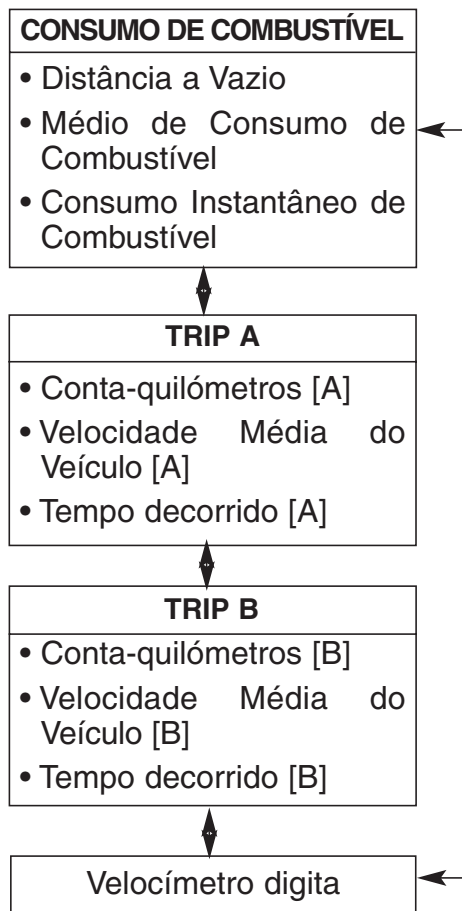 CONSUMO DE COMBUSTÍVEL
• Distância a Vazio
• Médio de Consumo de
Combustível
• Consumo Instantâneo de
Combustível
TRIP A
• Conta-quilómetros [A]
• Velocidade Média do
Veículo [A]
• Tempo decorrido [A]
TRIP B
• Conta-quilómetros [B]
• Velocidade Média do
Veículo [B]
• Tempo decorrido [B]
Velocímetro digita